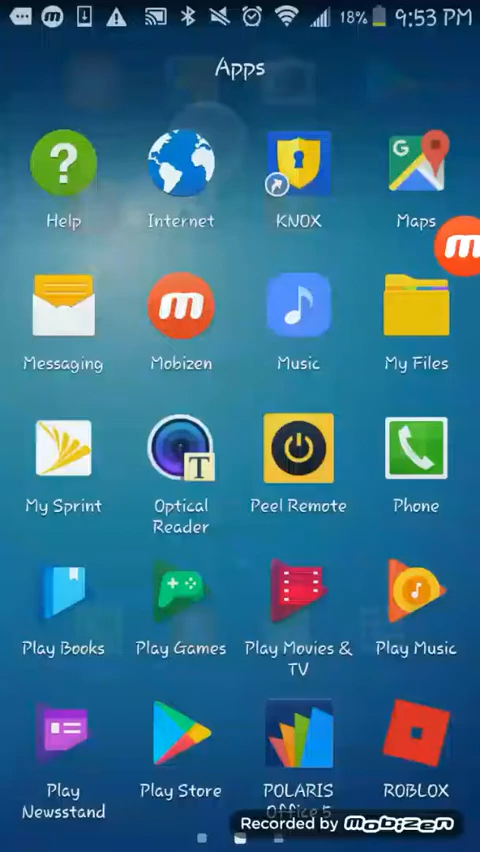 18% 9:53 PM
Apps
Help Internet KNOX Maps
G
Messaging Mobizen Music My Files
T
My Sprint Optical Reader Peel Remote Phone
Play Books Play Games Play Movies & TV Play Music
Play Newsstand Play Store POLARIS Office 5 ROBLOX
Recorded by mobizen